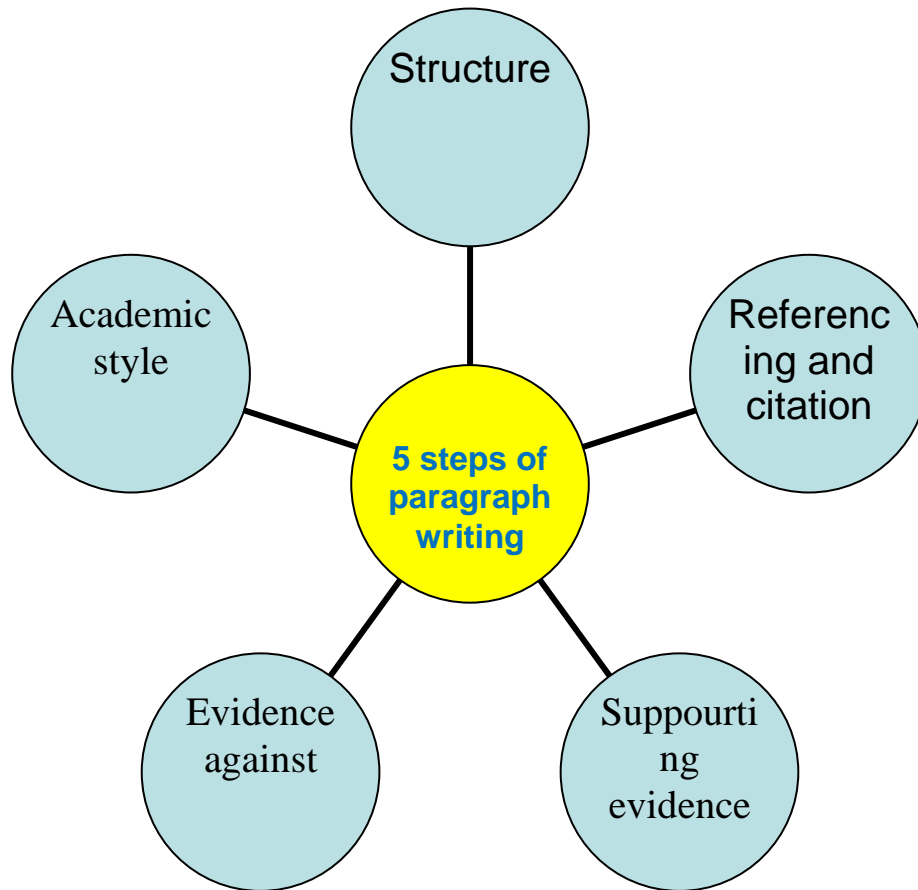 Structure
Academic
style
Referenc
ing and
citation
5 steps of
paragraph
writing
Evidence
against
Suppourti
ng
evidence